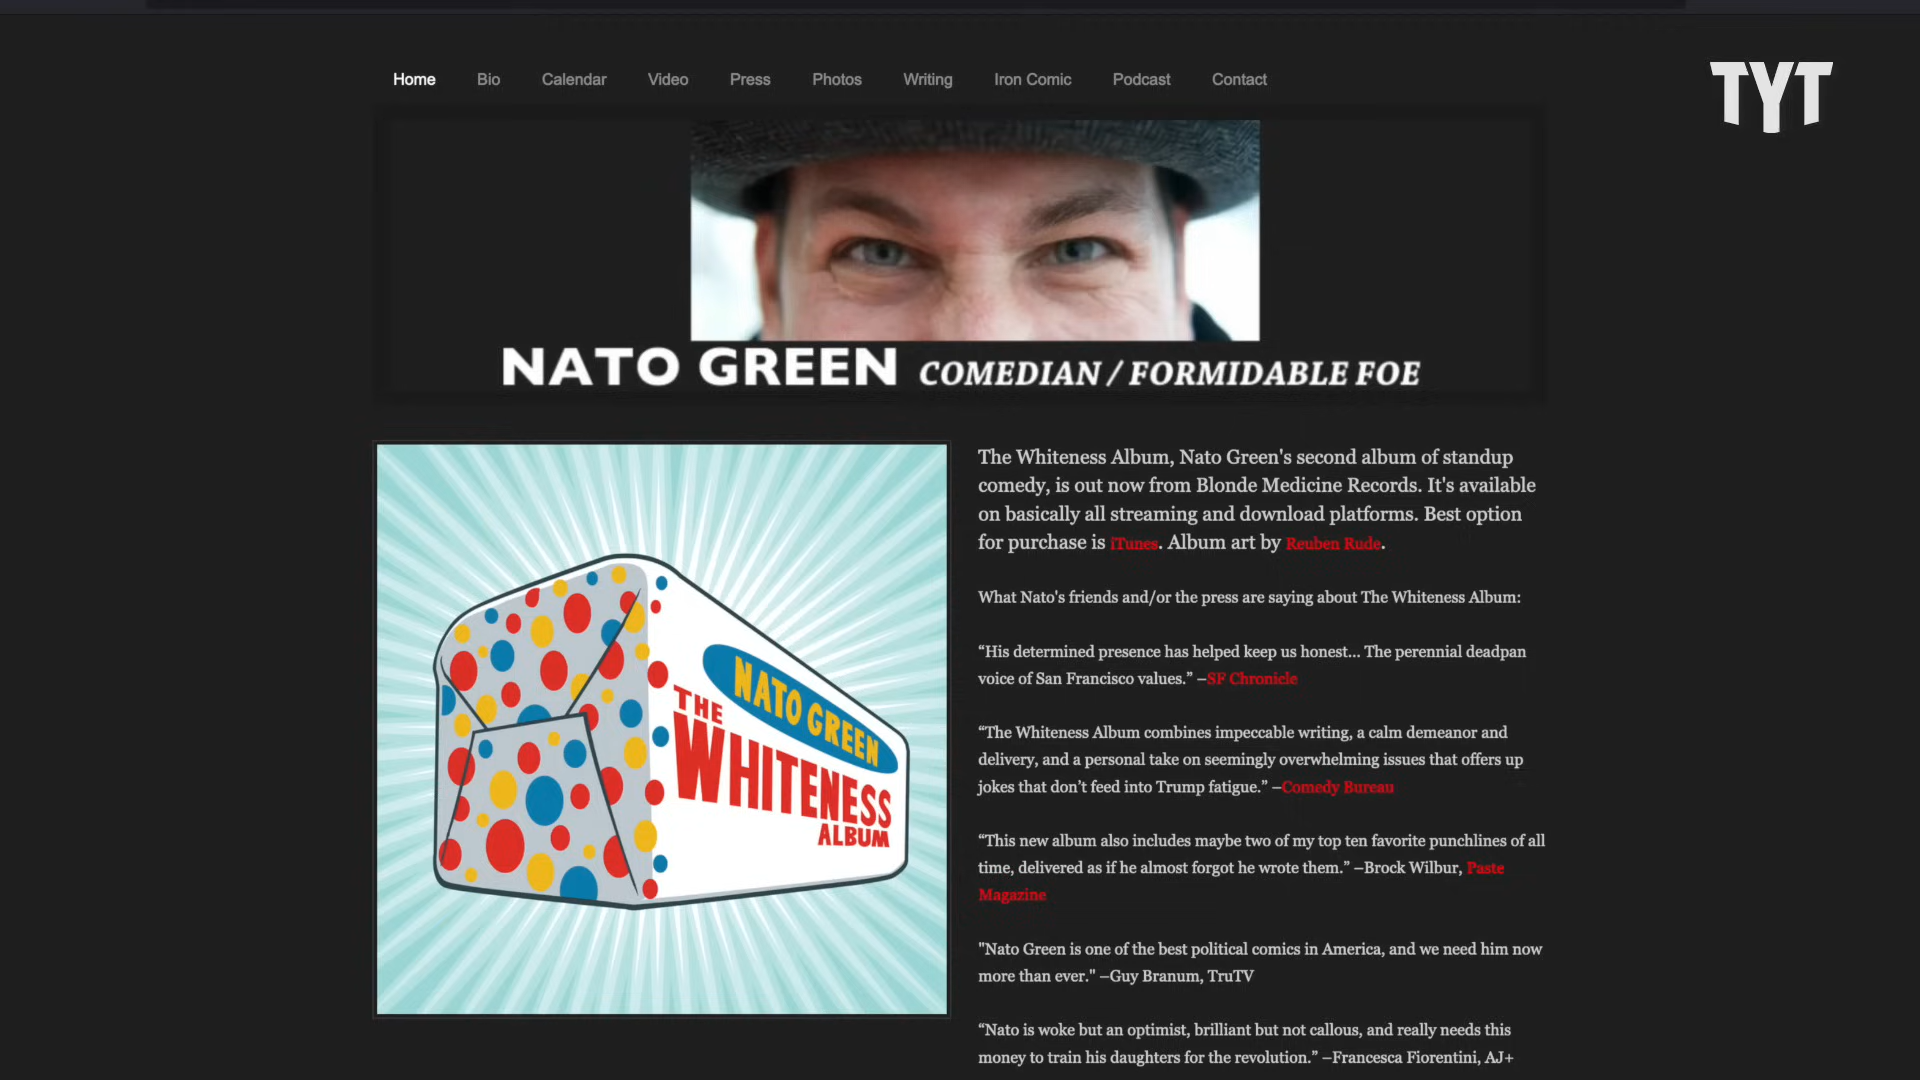 Home Bio Calendar Video Press Photos Writing Iron Comic Podcast Contact
TYT
NATO GREEN COMEDIAN / FORMIDABLE FOE
NATO GREEN
THE
WHITENESS
ALBUM
The Whiteness Album, Nato Green's second album of standup
comedy, is out now from Blonde Medicine Records. It's available
on basically all streaming and download platforms. Best option
for purchase is iTunes. Album art by Reuben Rude.
What Nato's friends and/or the press are saying about The Whiteness Album:
“His determined presence has helped keep us honest... The perennial deadpan
voice of San Francisco values.” –SF Chronicle
“The Whiteness Album combines impeccable writing, a calm demeanor and
delivery, and a personal take on seemingly overwhelming issues that offers up
jokes that don’t feed into Trump fatigue.” –Comedy Bureau
“This new album also includes maybe two of my top ten favorite punchlines of all
time, delivered as if he almost forgot he wrote them.” –Brock Wilbur, Paste
Magazine
"Nato Green is one of the best political comics in America, and we need him now
more than ever." –Guy Branum, TruTV
“Nato is woke but an optimist, brilliant but not callous, and really needs this
money to train his daughters for the revolution.” –Francesca Fiorentini, AJ+